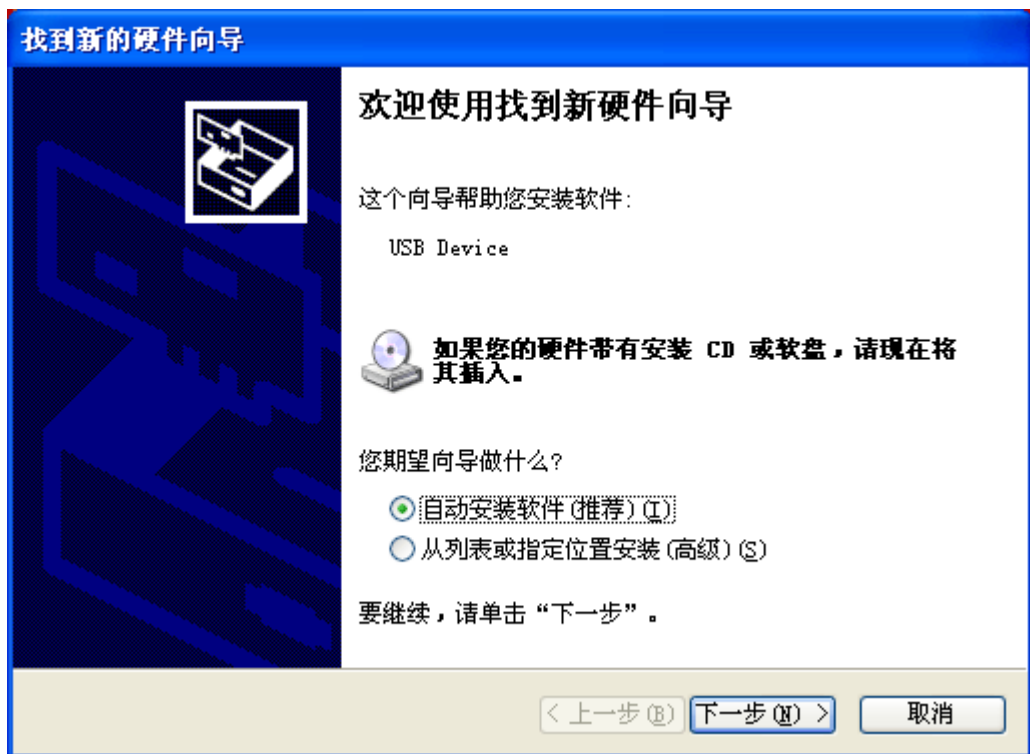 找到新的硬件向导
欢迎使用找到新硬件向导
这个向导帮助您安装软件:
USB Device
如果您的硬件带有安装 CD 或软盘，请现在将
其插入。
您期望向导做什么?
自动安装软件(推荐)(I)
从列表或指定位置安装(高级)(S)
要继续，请单击“下一步”。
< 上一步(B) 下一步(N) > 取消